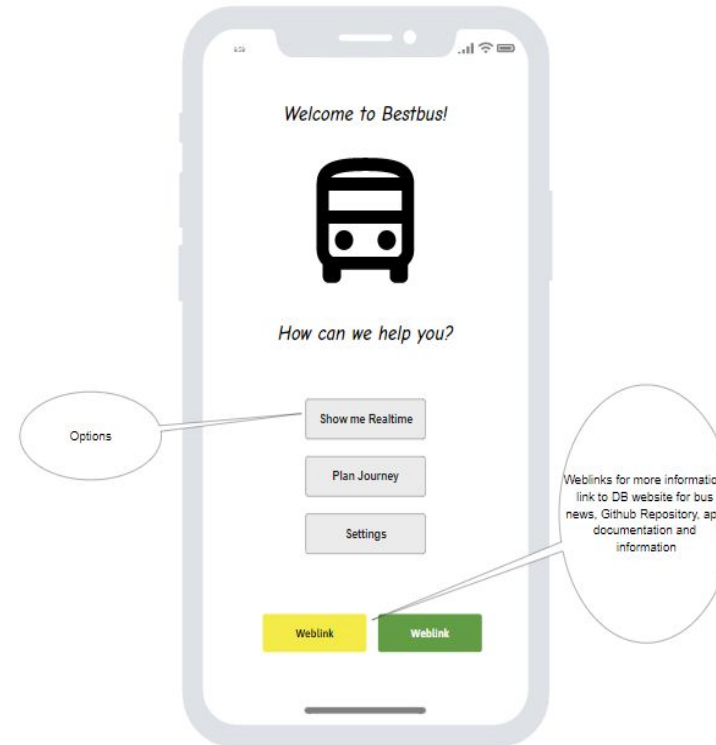 Welcome to Bestbus!
How can we help you?
Options
Show me Realtime
Plan Journey
Settings
Weblinks for more information
link to DB website for bus
news, Github Repository, ap
documentation and
information
Weblink
Weblink